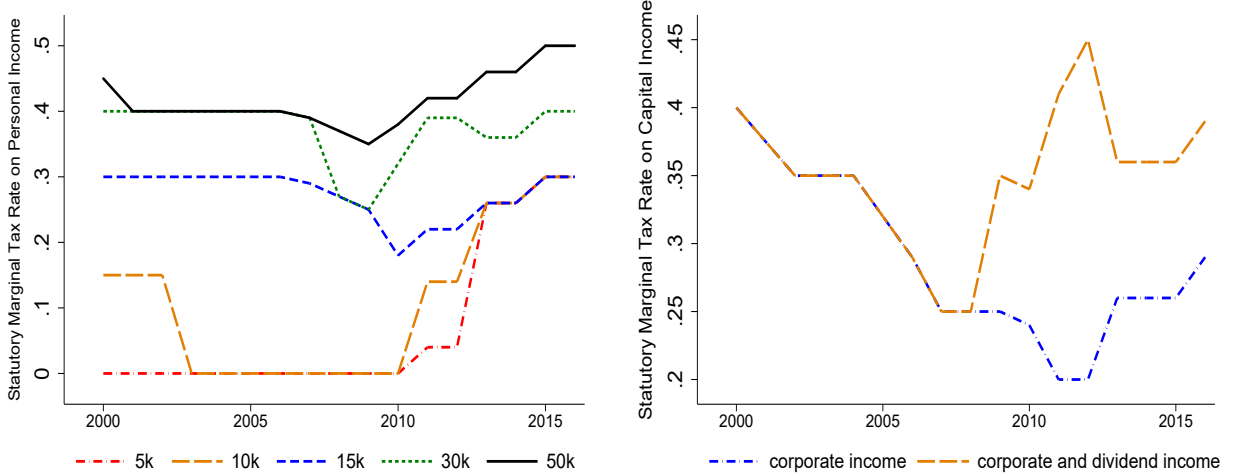 Statutory Marginal Tax Rate on Personal Income
.5
.4
.3
.2
.1
0
2000 2005 2010 2015
5k 10k 15k 30k 50k
Statutory Marginal Tax Rate on Capital Income
.45
.4
.35
.3
.25
.2
2000 2005 2010 2015
corporate income corporate and dividend income